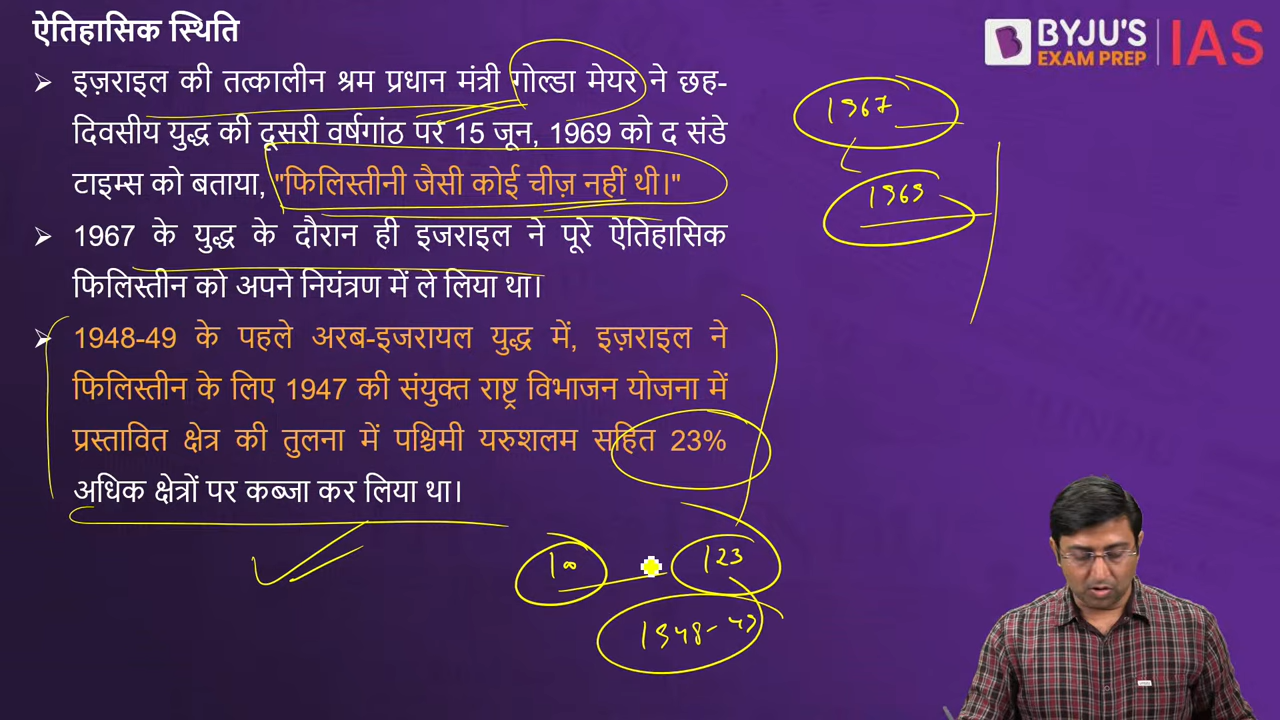 ऐतिहासिक स्थिति
BYJU'S
EXAM PREP
IAS
➢ इज़राइल की तत्कालीन श्रम प्रधान मंत्री गोल्डा मेयर ने छह-
दिवसीय युद्ध की दूसरी वर्षगांठ पर 15 जून, 1969 को द संडे
टाइम्स को बताया, "फिलिस्तीनी जैसी कोई चीज़ नहीं थी।"
➢ 1967 के युद्ध के दौरान ही इजराइल ने पूरे ऐतिहासिक
फिलिस्तीन को अपने नियंत्रण में ले लिया था।
➢ 1948-49 के पहले अरब-इजरायल युद्ध में, इज़राइल ने
फिलिस्तीन के लिए 1947 की संयुक्त राष्ट्र विभाजन योजना में
प्रस्तावित क्षेत्र की तुलना में पश्चिमी यरुशलम सहित 23%
अधिक क्षेत्रों पर कब्जा कर लिया था।
1967
1969
100
123
1948-49